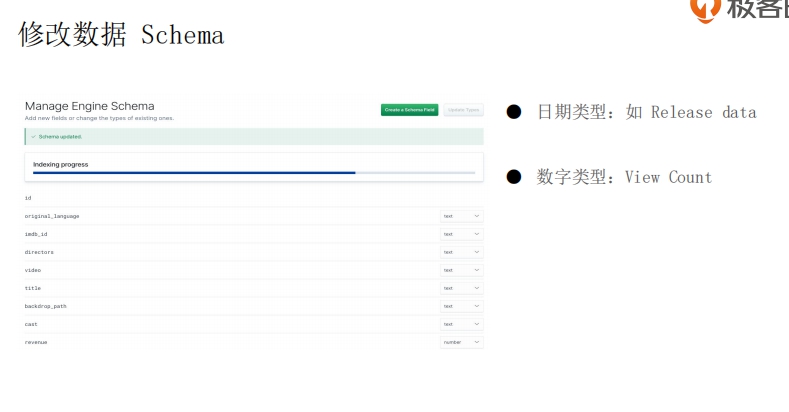 极客
修改数据 Schema
Manage Engine Schema
Add new fields or change the types of existing ones.
Create a Schema Field
Update Types
Schema updated.
Indexing progress
id
original_language
text
imdb_id
text
directors
text
video
text
title
text
backdrop_path
text
cast
text
revenue
number
日期类型：如 Release data
数字类型：View Count